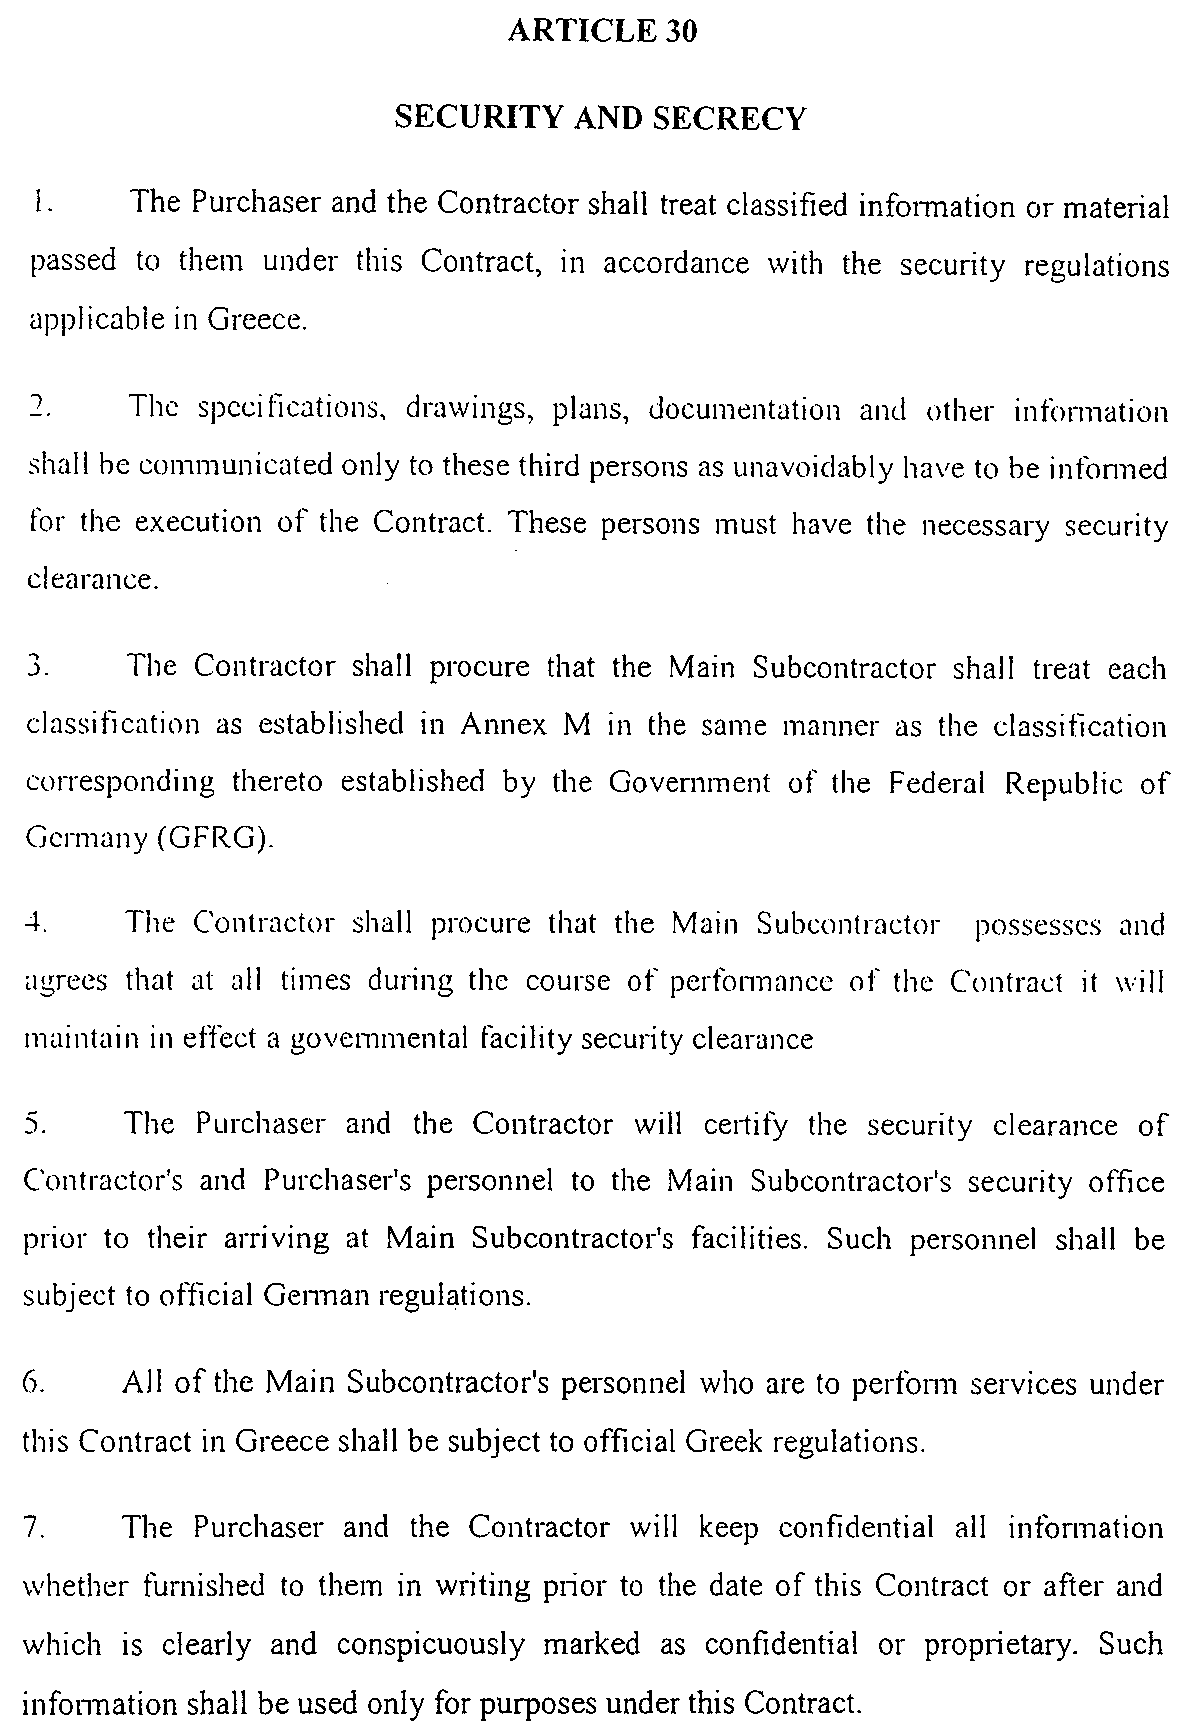 ARTICLE 30
SECURITY AND SECRECY
1. The Purchaser and the Contractor shall treat classified information or material
passed to them under this Contract, in accordance with the security regulations
applicable in Greece.
2. The specifications, drawings, plans, documentation and other information
shall be communicated only to these third persons as unavoidably have to be informed
for the execution of the Contract. These persons must have the necessary security
clearance.
3. The Contractor shall procure that the Main Subcontractor shall treat each
classification as established in Annex M in the same manner as the classification
corresponding thereto established by the Government of the Federal Republic of
Germany (GFRG).
4. The Contractor shall procure that the Main Subcontractor possesses and
agrees that at all times during the course of performance of the Contract it will
maintain in effect a governmental facility security clearance
5. The Purchaser and the Contractor will certify the security clearance of
Contractor's and Purchaser's personnel to the Main Subcontractor's security office
prior to their arriving at Main Subcontractor's facilities. Such personnel shall be
subject to official German regulations.
6. All of the Main Subcontractor's personnel who are to perform services under
this Contract in Greece shall be subject to official Greek regulations.
7. The Purchaser and the Contractor will keep confidential all information
whether furnished to them in writing prior to the date of this Contract or after and
which is clearly and conspicuously marked as confidential or proprietary. Such
information shall be used only for purposes under this Contract.